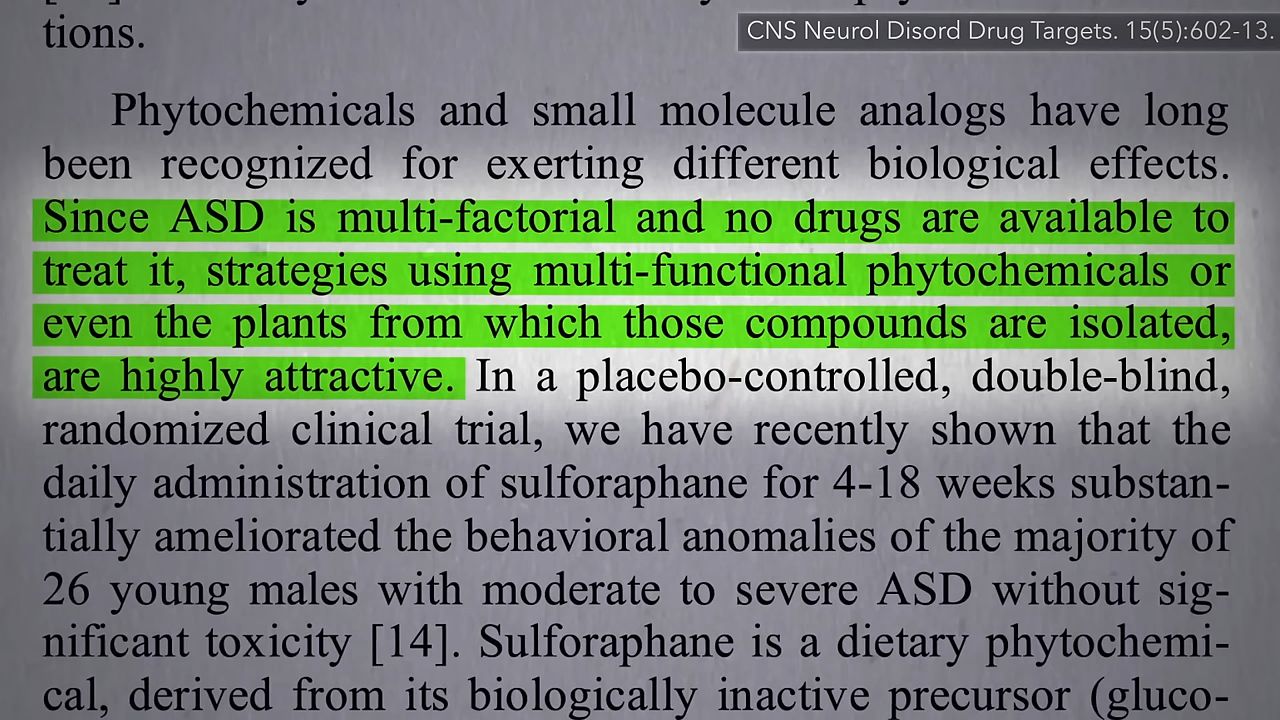 tions.
CNS Neurol Disord Drug Targets. 15(5):602-13.
Phytochemicals and small molecule analogs have long
been recognized for exerting different biological effects.
Since ASD is multi-factorial and no drugs are available to
treat it, strategies using multi-functional phytochemicals or
even the plants from which those compounds are isolated,
are highly attractive. In a placebo-controlled, double-blind,
randomized clinical trial, we have recently shown that the
daily administration of sulforaphane for 4-18 weeks substan-
tially ameliorated the behavioral anomalies of the majority of
26 young males with moderate to severe ASD without sig-
nificant toxicity [14]. Sulforaphane is a dietary phytochemi-
cal, derived from its biologically inactive precursor (gluco-